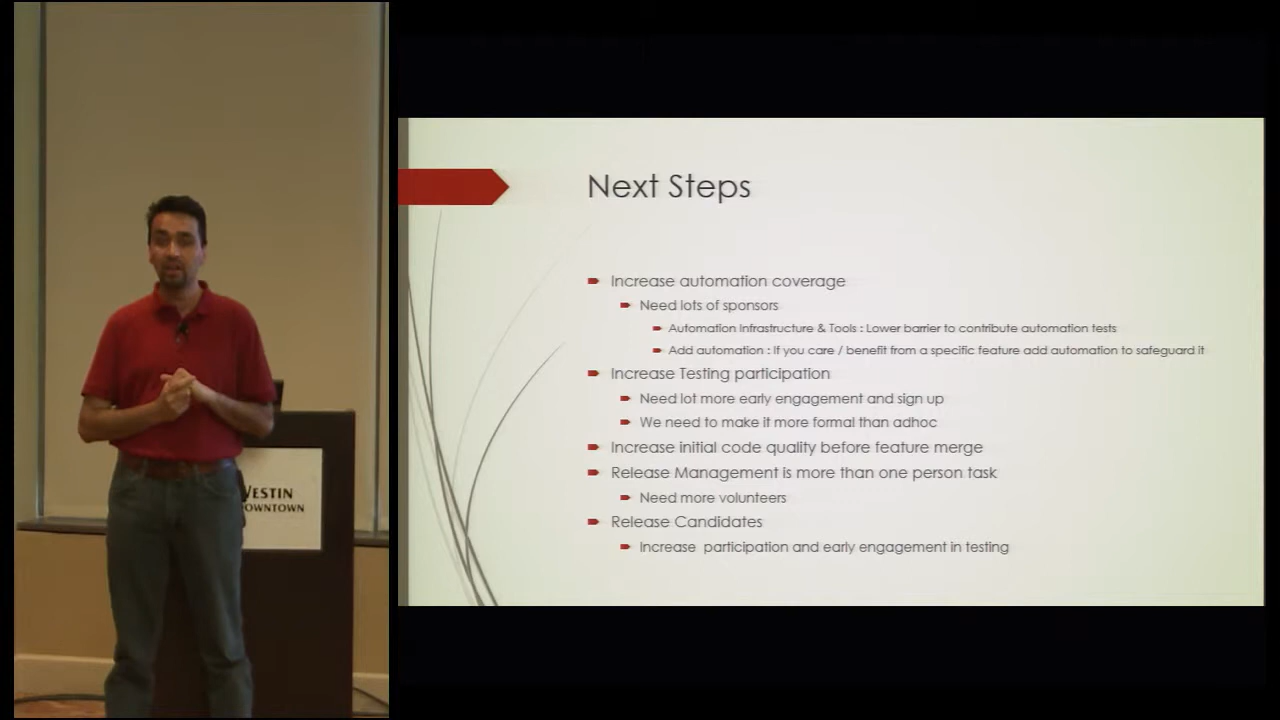 Next Steps
Increase automation coverage
Need lots of sponsors
Automation Infrastructure & Tools : Lower barrier to contribute automation tests
Add automation : If you care / benefit from a specific feature add automation to safeguard it
Increase Testing participation
Need lot more early engagement and sign up
We need to make it more formal than adhoc
Increase initial code quality before feature merge
Release Management is more than one person task
Need more volunteers
Release Candidates
Increase participation and early engagement in testing
WESTIN
DOWNTOWN